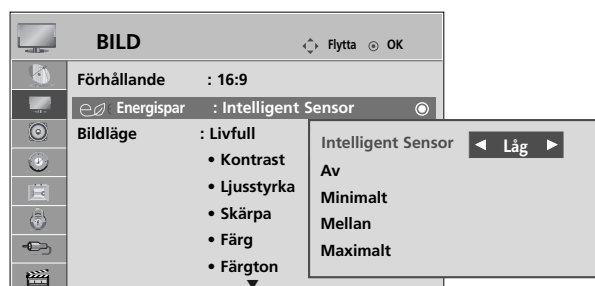 BILD
Flytta OK
Förhållande : 16:9
Energispar : Intelligent Sensor
Bildläge : Livfull
• Kontrast
• Ljusstyrka
• Skärpa
• Färg
• Färgton
Intelligent Sensor ◄ Låg ►
Av
Minimalt
Mellan
Maximalt